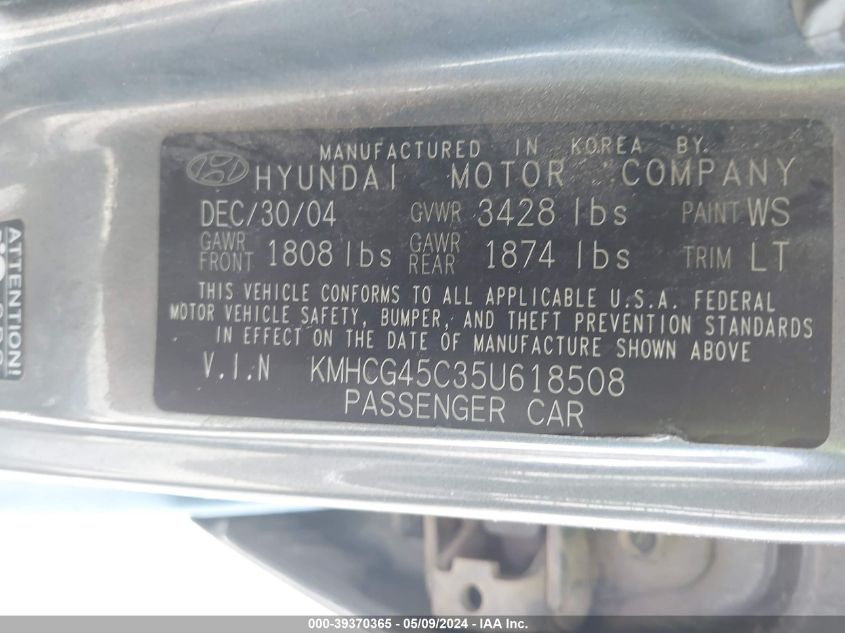 MANUFACTURED IN KOREA BY.
HYUNDAI MOTOR COMPANY
DEC/30/04 GVWR 3428 lbs PAINT WS
GAWR FRONT 1808 lbs GAWR REAR 1874 lbs TRIM LT
THIS VEHICLE CONFORMS TO ALL APPLICABLE U.S.A. FEDERAL
MOTOR VEHICLE SAFETY, BUMPER, AND THEFT PREVENTION STANDARDS
IN EFFECT ON THE DATE OF MANUFACTURE SHOWN ABOVE
V.I.N KMHCG45C35U618508
PASSENGER CAR
ATTENTION!
000-39370365 - 05/09/2024 - IAA Inc.